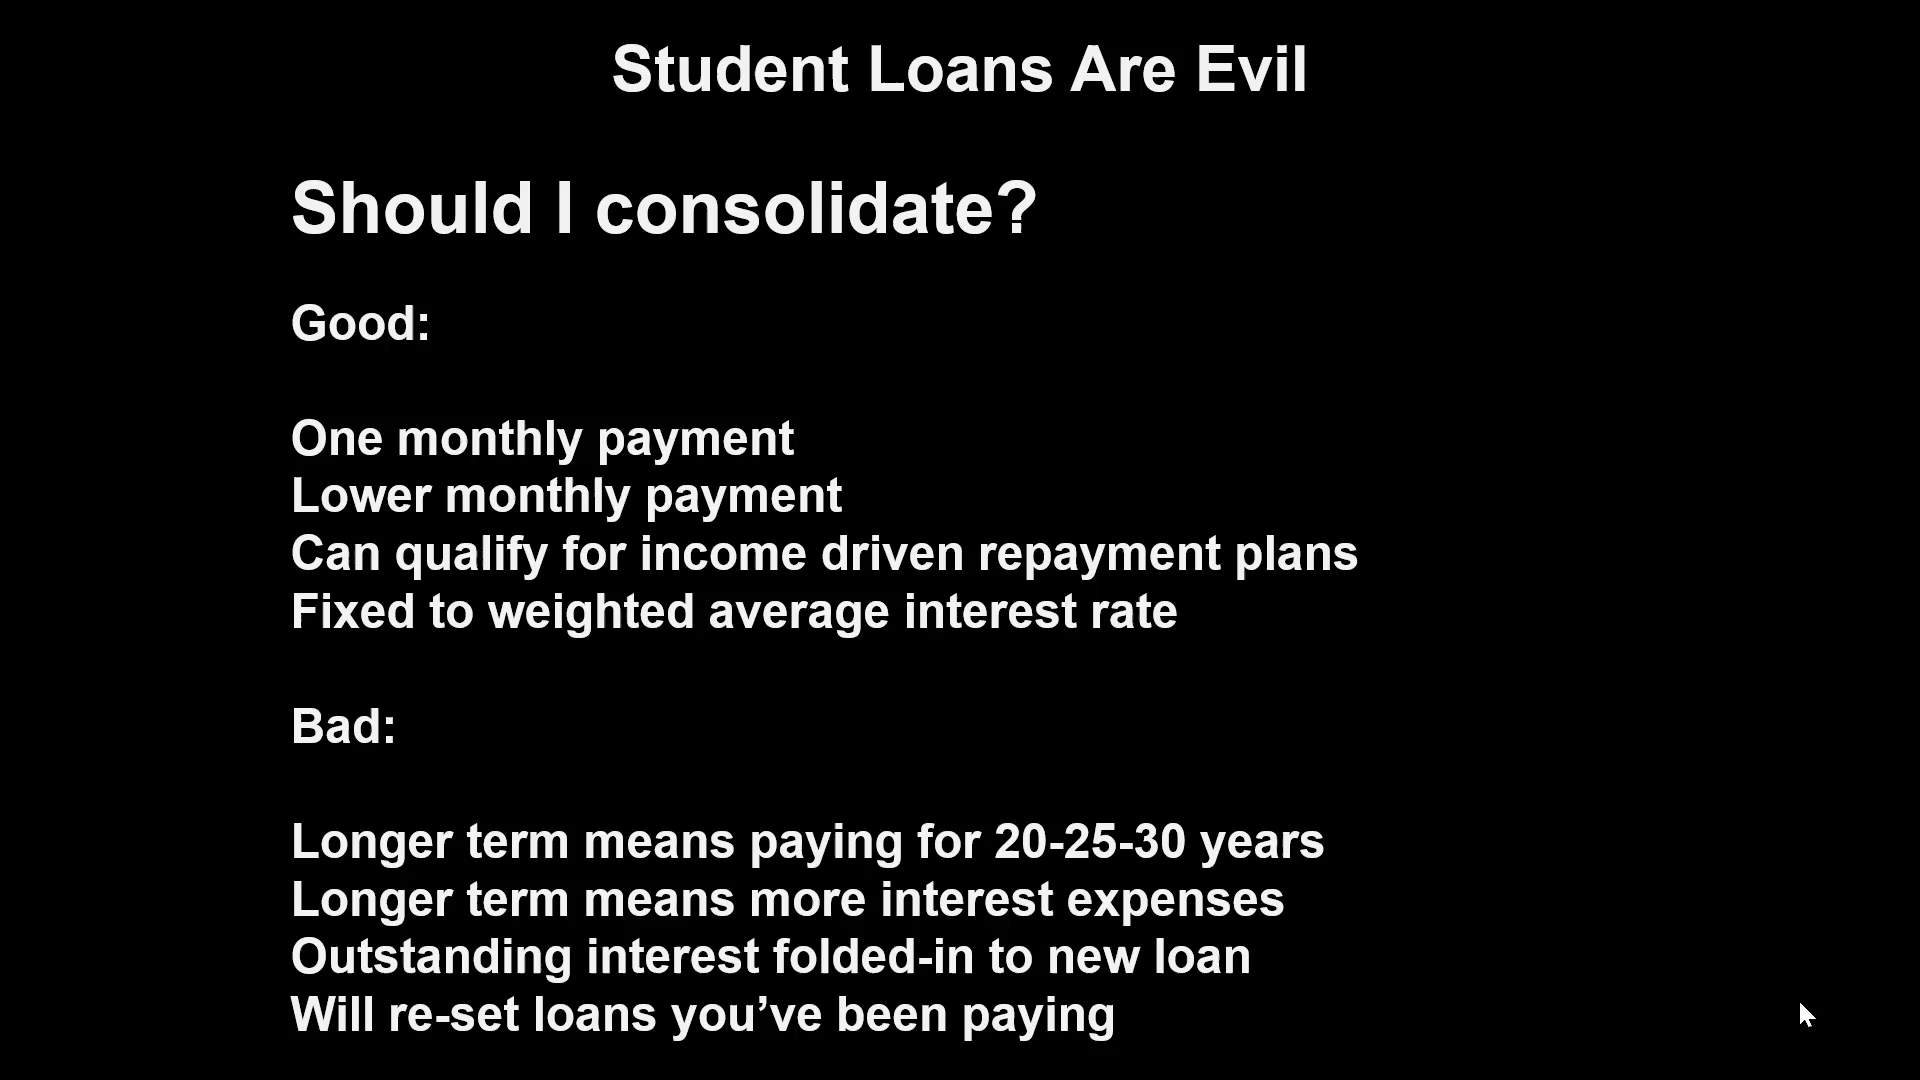 Student Loans Are Evil
Should I consolidate?
Good:
One monthly payment
Lower monthly payment
Can qualify for income driven repayment plans
Fixed to weighted average interest rate
Bad:
Longer term means paying for 20-25-30 years
Longer term means more interest expenses
Outstanding interest folded-in to new loan
Will re-set loans you’ve been paying